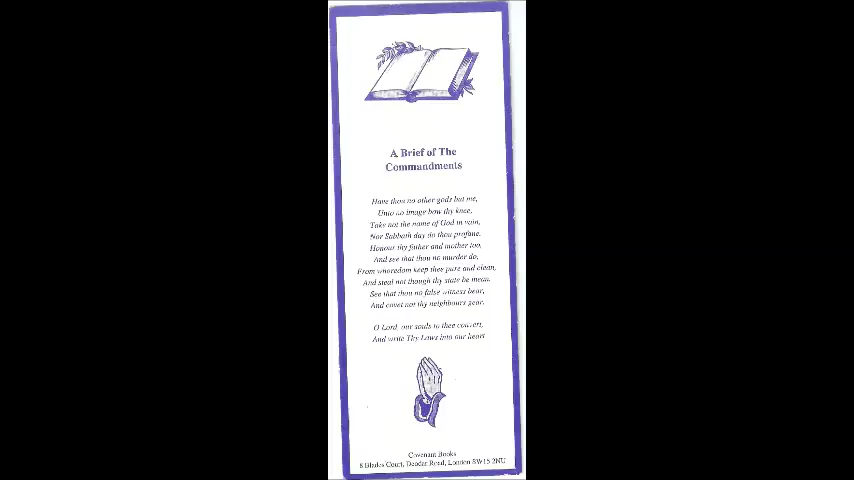 A Brief of The
Commandments
Have thou no other gods but me,
Unto no image bow thy knee,
Take not the name of God in vain,
Nor Sabbath day do thou profane.
Honour thy father and mother too,
And see that thou no murder do,
From whoredom keep thee pure and clean,
And steal not though thy state be mean.
See that thou no false witness bear,
And covet not thy neighbours gear.
O Lord, our souls to thee convert,
And write Thy Laws into our heart
Covenant Books
8 Blades Court, Deodar Road, London SW15 2NU